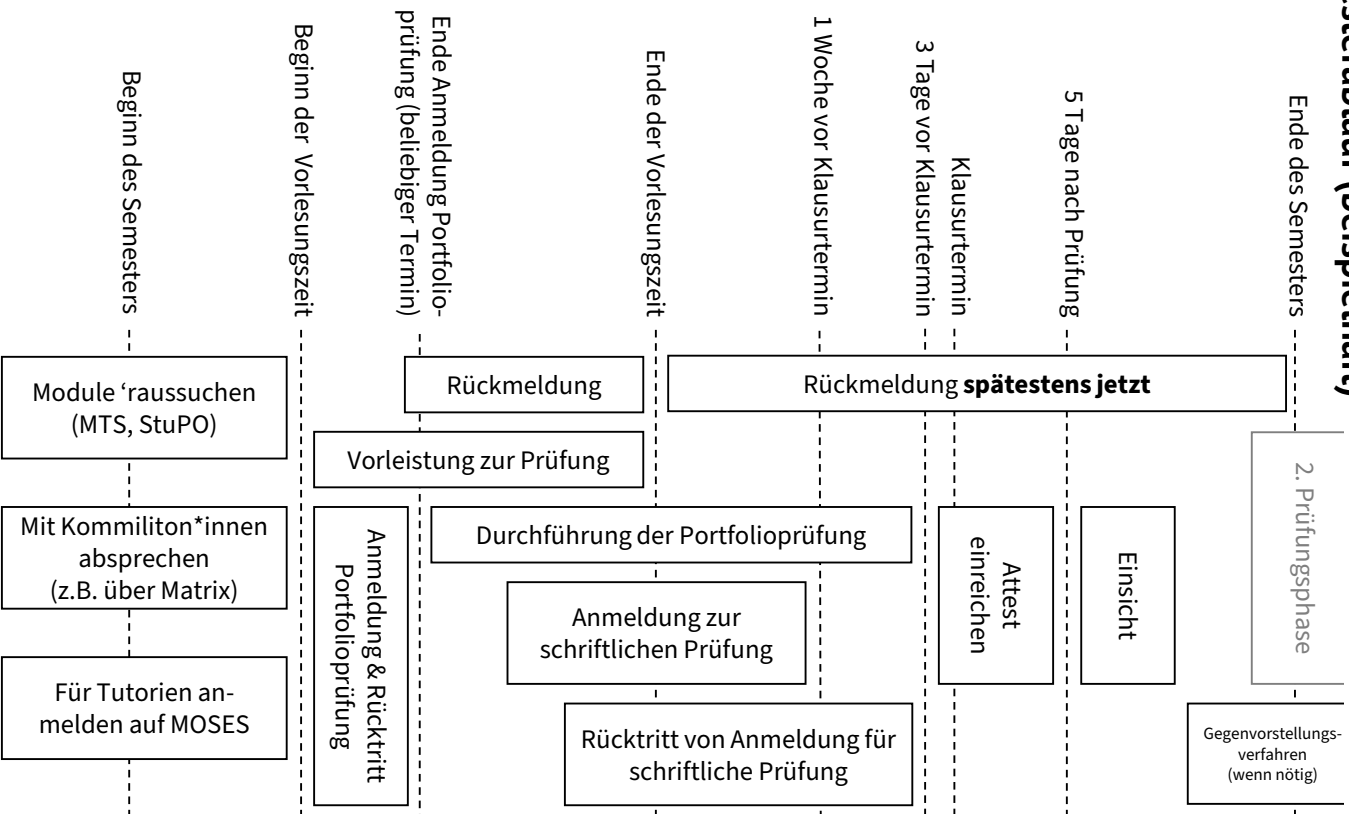 Beginn des Semesters
Beginn der Vorlesungszeit
Ende Anmeldung Portfolio-
prüfung (beliebiger Termin)
Ende der Vorlesungszeit
1 Woche vor Klausurtermin
3 Tage vor Klausurtermin
Klausurtermin
5 Tage nach Prüfung
Ende des Semesters
(beispielhaft)
Module ‘raussuchen
(MTS, StuPO)
Rückmeldung
Rückmeldung spätestens jetzt
Vorleistung zur Prüfung
2. Prüfungsphase
Mit Kommiliton*innen
absprechen
(z.B. über Matrix)
Anmeldung & Rücktritt
Portfolioprüfung
Durchführung der Portfolioprüfung
Attest
einreichen
Einsicht
Anmeldung zur
schriftlichen Prüfung
Für Tutorien an-
melden auf MOSES
Rücktritt von Anmeldung für
schriftliche Prüfung
Gegenvorstellungs-
verfahren
(wenn nötig)